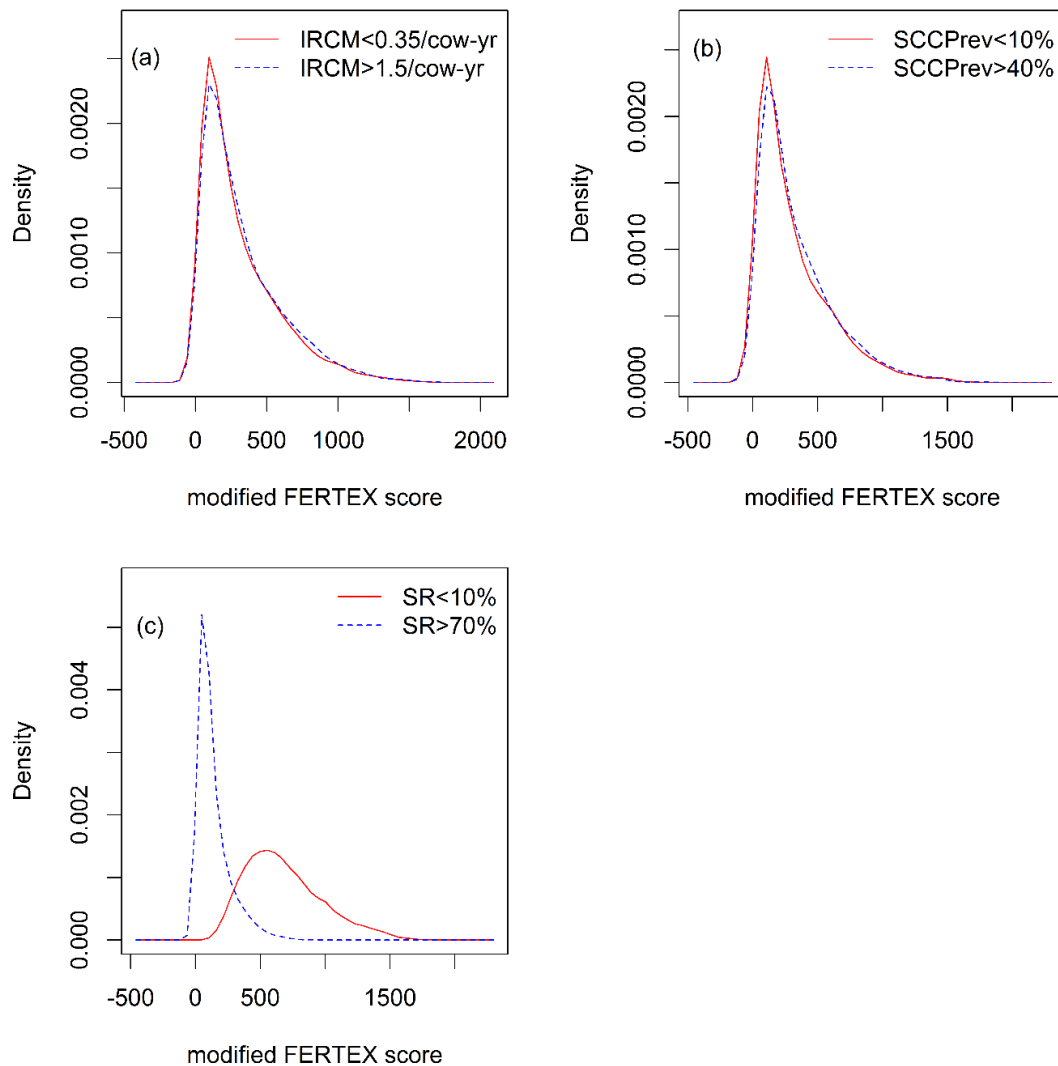 (a)
IRCM<0.35/cow-yr
IRCM>1.5/cow-yr
Density
0.0020
0.0010
0.0000
-500 0 500 1000 2000
modified FERTEX score
(b)
SCCPrev<10%
SCCPrev>40%
Density
0.0020
0.0010
0.0000
-500 0 500 1500
modified FERTEX score
(c)
SR<10%
SR>70%
Density
0.004
0.002
0.000
-500 0 500 1500
modified FERTEX score